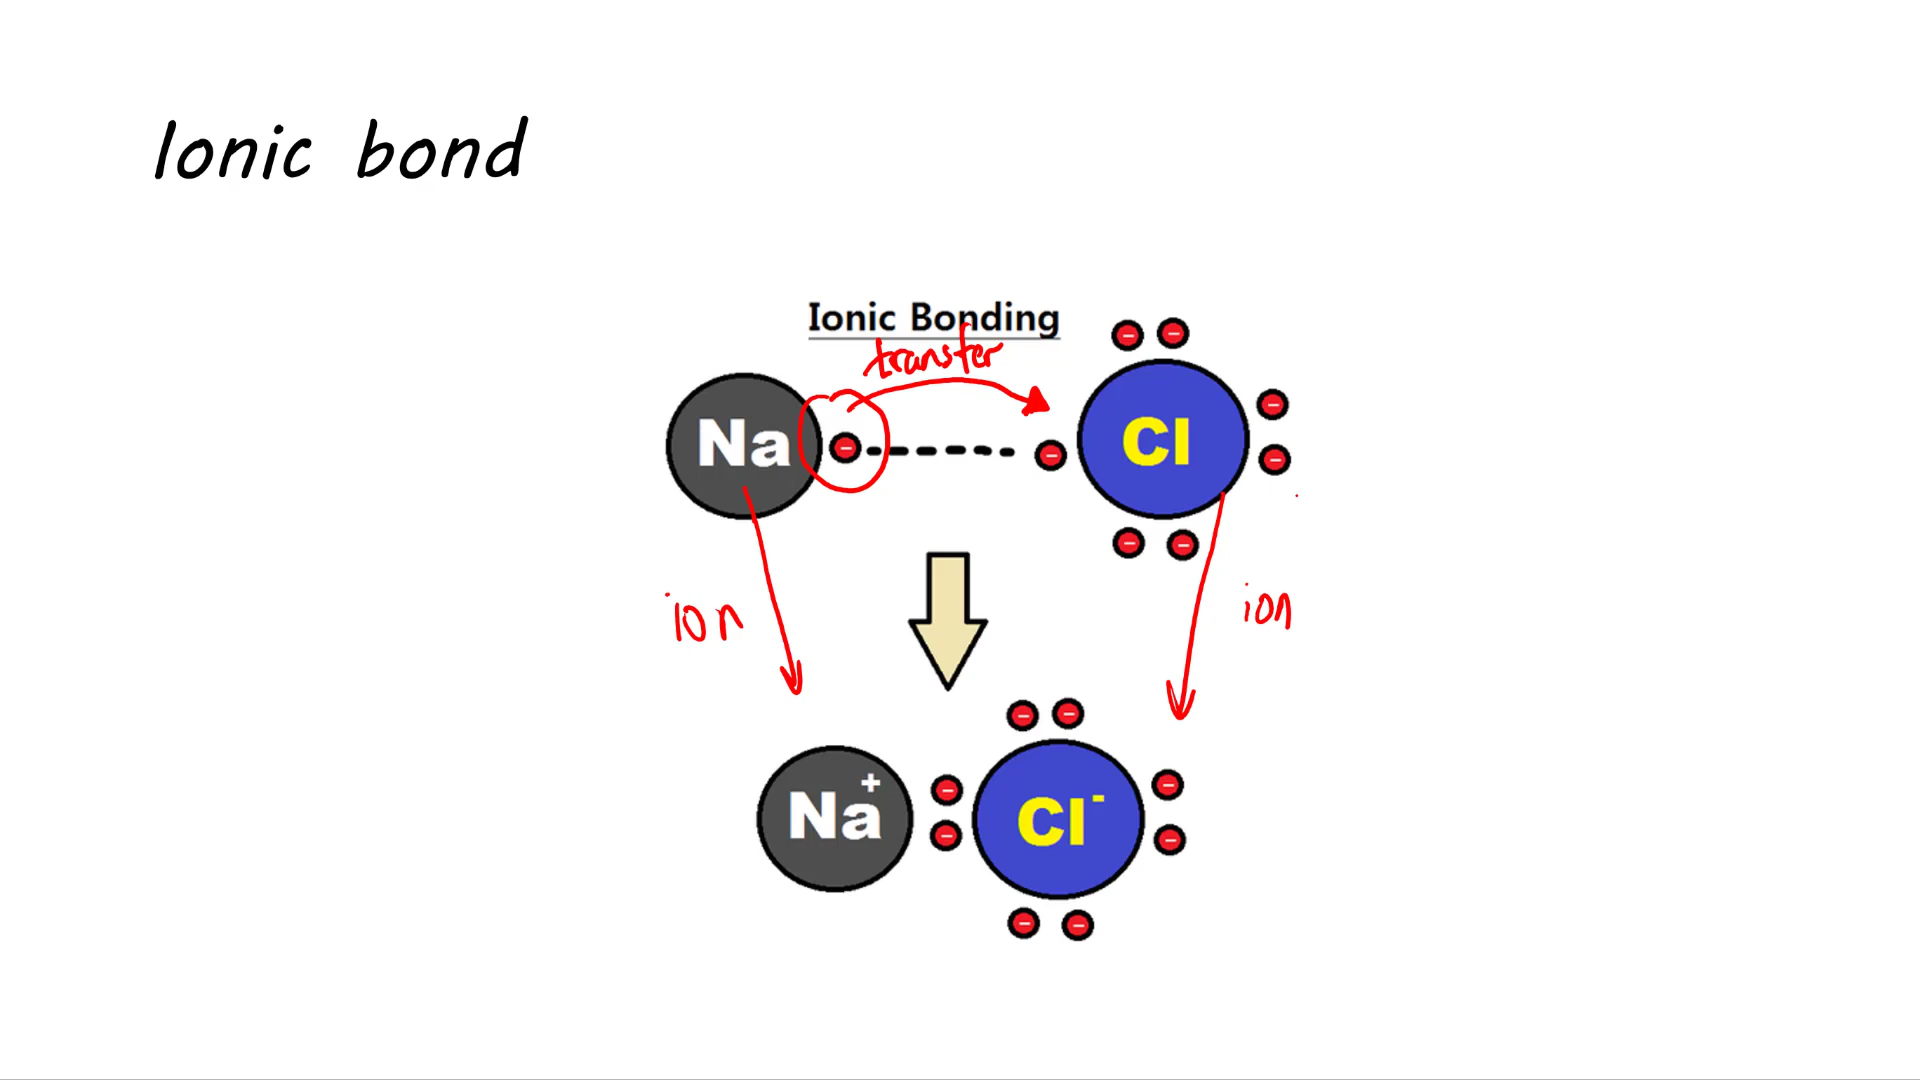 Ionic bond
Ionic Bonding
transfer
Na
Cl
ion
ion
Na+
Cl-